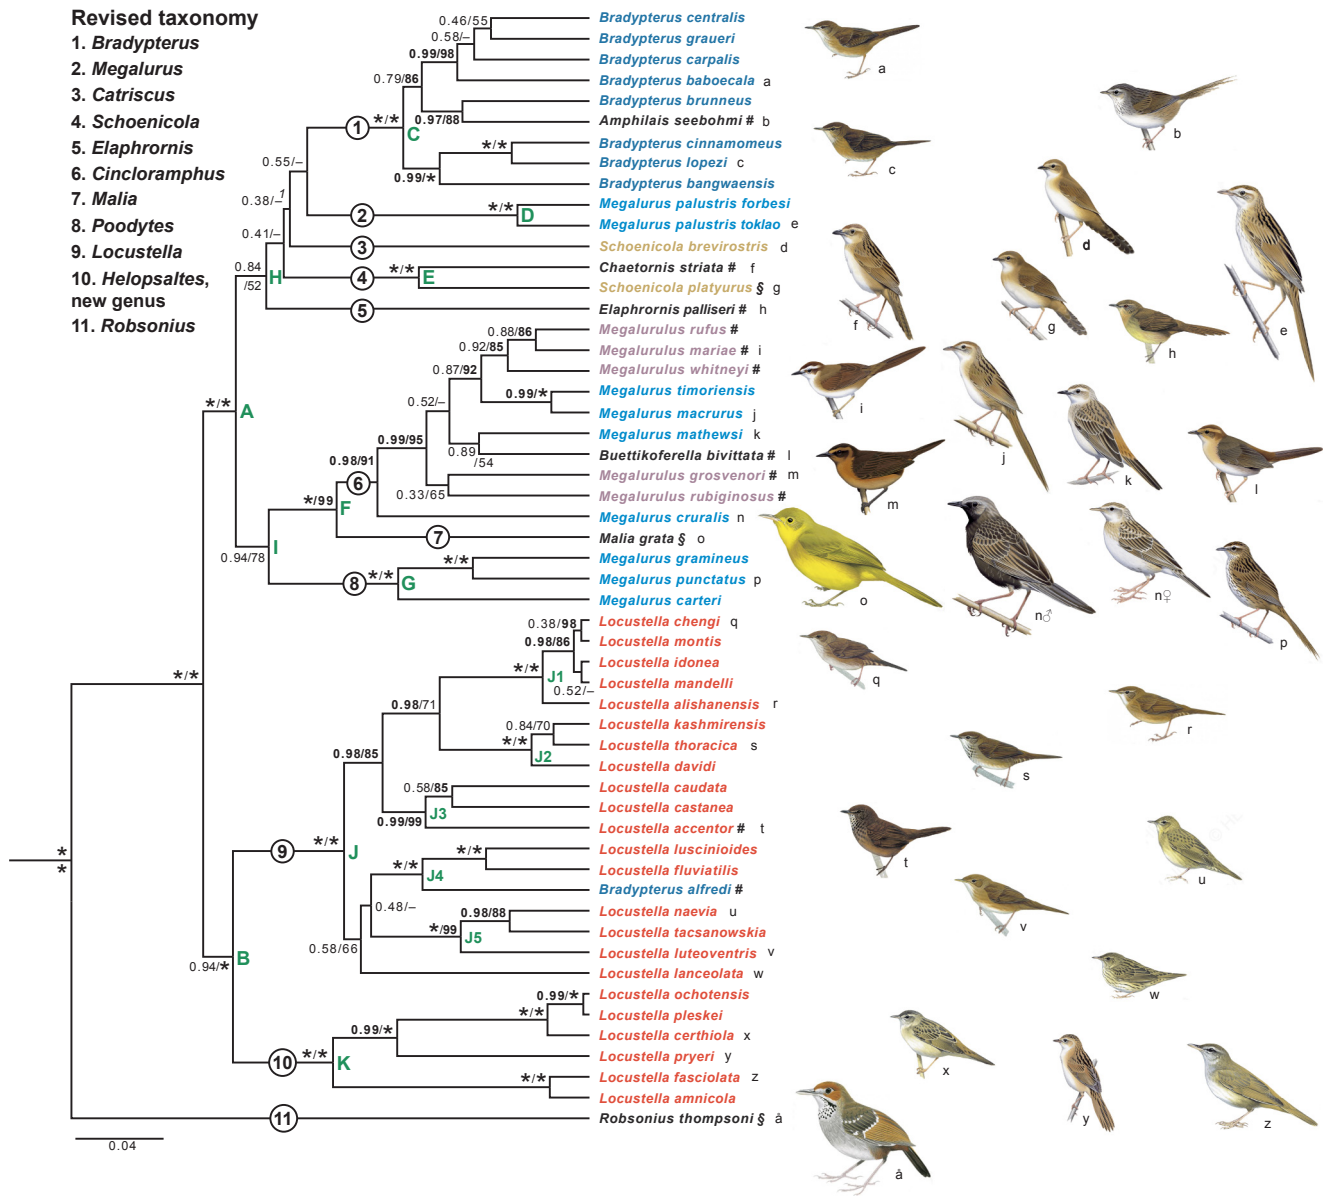 Revised taxonomy
1. Bradypterus
2. Megalurus
3. Catriscus
4. Schoenicola
5. Elaphrornis
6. Cincloramphus
7. Malia
8. Poodytes
9. Locustella
10. Helopsaltes,
new genus
11. Robsonius
Bradypterus centralis
Bradypterus graueri
Bradypterus carpalis
Bradypterus baboecala a
Bradypterus brunneus
Amphilais seebohmi # b
Bradypterus cinnamomeus
Bradypterus lopezi c
Bradypterus bangwaensis
Megalurus palustris forbesi
Megalurus palustris toklao e
Schoenicola brevirostris d
Chaetornis striata # f
Schoenicola platyurus § g
Elaphrornis palliseri # h
Megalurulus rufus #
Megalurulus mariae # i
Megalurulus whitneyi #
Megalurus timoriensis
Megalurus macrurus j
Megalurus mathewsi k
Buettikoferella bivittata # l
Megalurulus grosvenori # m
Megalurulus rubiginosus #
Megalurus cruralis n
Malia grata § o
Megalurus gramineus
Megalurus punctatus p
Megalurus carteri
Locustella chengi q
Locustella montis
Locustella idonea
Locustella mandelli
Locustella alishanensis r
Locustella kashmirensis
Locustella thoracica s
Locustella davidi
Locustella caudata
Locustella castanea
Locustella accentor # t
Locustella luscinioides
Locustella fluviatilis
Bradypterus alfredi #
Locustella naevia u
Locustella tacsanowskia
Locustella luteoventris v
Locustella lanceolata w
Locustella ochotensis
Locustella pleskei
Locustella certhiola x
Locustella pryeri y
Locustella fasciolata z
Locustella amnicola
Robsonius thompsoni § å
0.46/55
0.58/–
0.99/98
0.79/86
*/*
1
C
0.97/88
*/*
0.99/*
0.55/–
0.38/–
1
2
*/*
D
0.41/–
3
0.84
/52
H
4
*/*
E
5
0.88/86
0.92/85
0.87/92
0.99/*
0.52/–
*/*
A
0.99/95
0.89
/54
0.98/91
6
0.33/65
*/99
F
7
0.94/78
I
*/*
8
*/*
G
0.38/98
0.98/86
*/*
J1
0.52/–
*/*
0.98/71
0.84/70
*/*
J2
0.98/85
0.58/85
J3
0.99/99
9
*/*
J
*/*
*/*
J4
0.48/–
0.98/88
*/99
J5
0.58/66
*
*
0.94/*
B
0.99/*
*/*
0.99/*
10
*/*
K
*/*
11
0.04
a
b
c
d
e
f
g
h
i
j
k
l
m
n♂
n♀
o
p
q
r
s
t
u
v
w
x
y
z
å